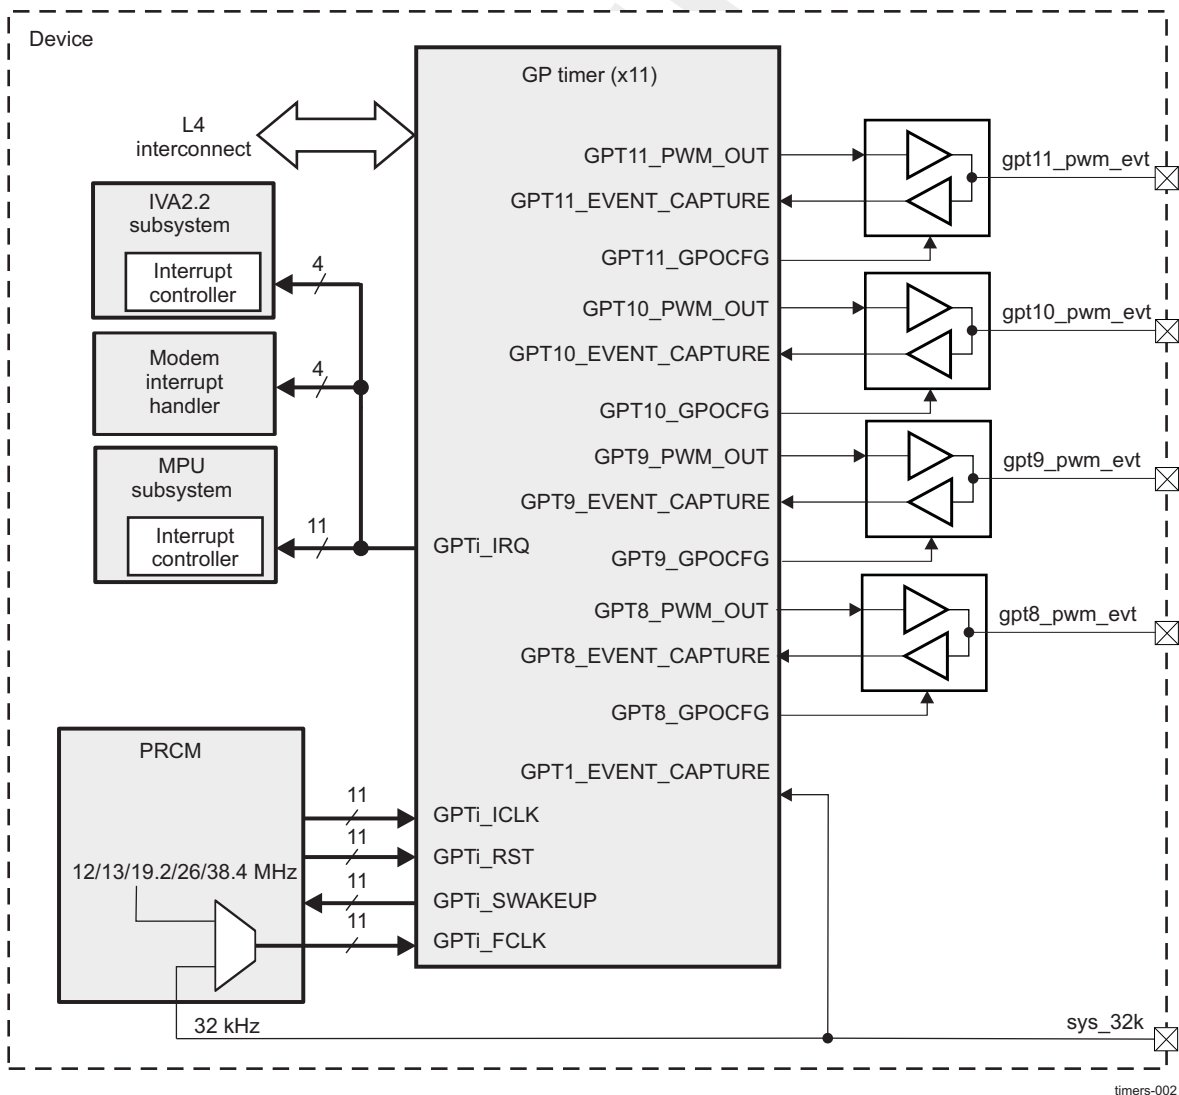 Device
GP timer (x11)
L4
interconnect
IVA2.2
subsystem
Interrupt
controller
4
Modem
interrupt
handler
4
MPU
subsystem
Interrupt
controller
11
GPTi_IRQ
GPT11_PWM_OUT
GPT11_EVENT_CAPTURE
GPT11_GPOCFG
gpt11_pwm_evt
GPT10_PWM_OUT
GPT10_EVENT_CAPTURE
GPT10_GPOCFG
gpt10_pwm_evt
GPT9_PWM_OUT
GPT9_EVENT_CAPTURE
GPT9_GPOCFG
gpt9_pwm_evt
GPT8_PWM_OUT
GPT8_EVENT_CAPTURE
GPT8_GPOCFG
gpt8_pwm_evt
GPT1_EVENT_CAPTURE
PRCM
12/13/19.2/26/38.4 MHz
11
GPTi_ICLK
11
GPTi_RST
11
GPTi_SWAKEUP
11
GPTi_FCLK
32 kHz
sys_32k
timers-002